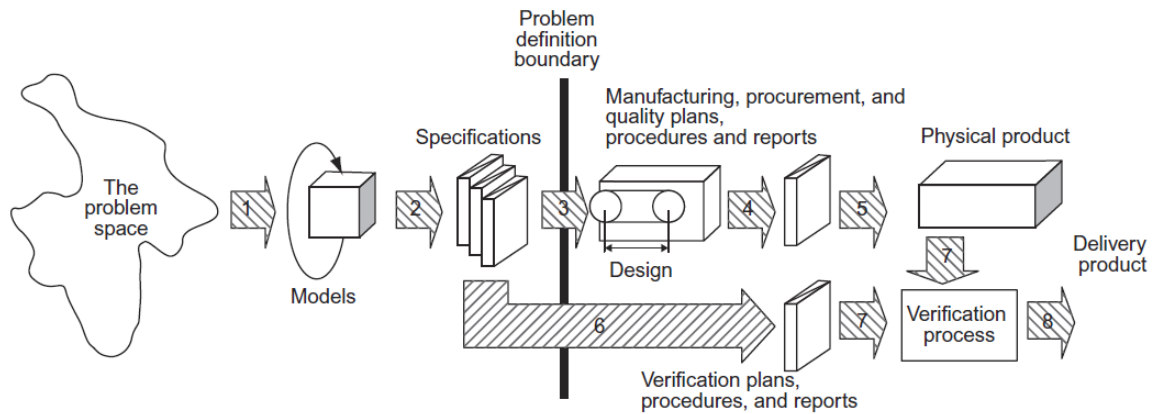 Problem
definition
boundary
Manufacturing, procurement, and
quality plans,
procedures and reports
Specifications
Physical product
The
problem
space
1
2
3
4
5
Models
Design
7
Delivery
product
6
7
Verification
process
8
Verification plans,
procedures, and reports